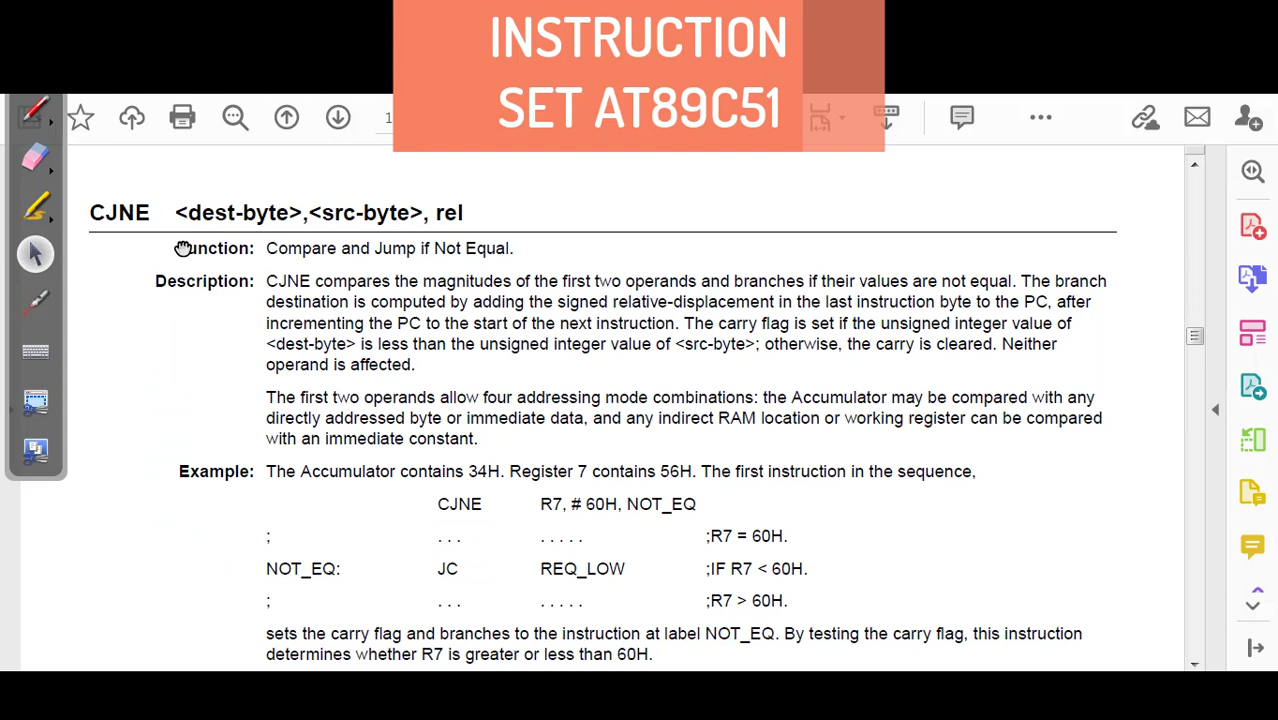 INSTRUCTION
SET AT89C51
1
CJNE <dest-byte>,<src-byte>, rel
unction: Compare and Jump if Not Equal.
Description: CJNE compares the magnitudes of the first two operands and branches if their values are not equal. The branch
destination is computed by adding the signed relative-displacement in the last instruction byte to the PC, after
incrementing the PC to the start of the next instruction. The carry flag is set if the unsigned integer value of
<dest-byte> is less than the unsigned integer value of <src-byte>; otherwise, the carry is cleared. Neither
operand is affected.
The first two operands allow four addressing mode combinations: the Accumulator may be compared with any
directly addressed byte or immediate data, and any indirect RAM location or working register can be compared
with an immediate constant.
Example: The Accumulator contains 34H. Register 7 contains 56H. The first instruction in the sequence,
CJNE R7, # 60H, NOT_EQ
; . . . . . . . . ;R7 = 60H.
NOT_EQ: JC REQ_LOW ;IF R7 < 60H.
; . . . . . . . . ;R7 > 60H.
sets the carry flag and branches to the instruction at label NOT_EQ. By testing the carry flag, this instruction
determines whether R7 is greater or less than 60H.